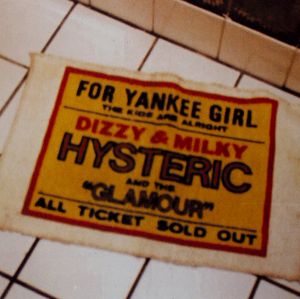 FOR YANKEE GIRL
THE KIDS ARE ALRIGHT
DIZZY & MILKY
HYSTERIC
AND THE
"GLAMOUR"
ALL TICKET SOLD OUT